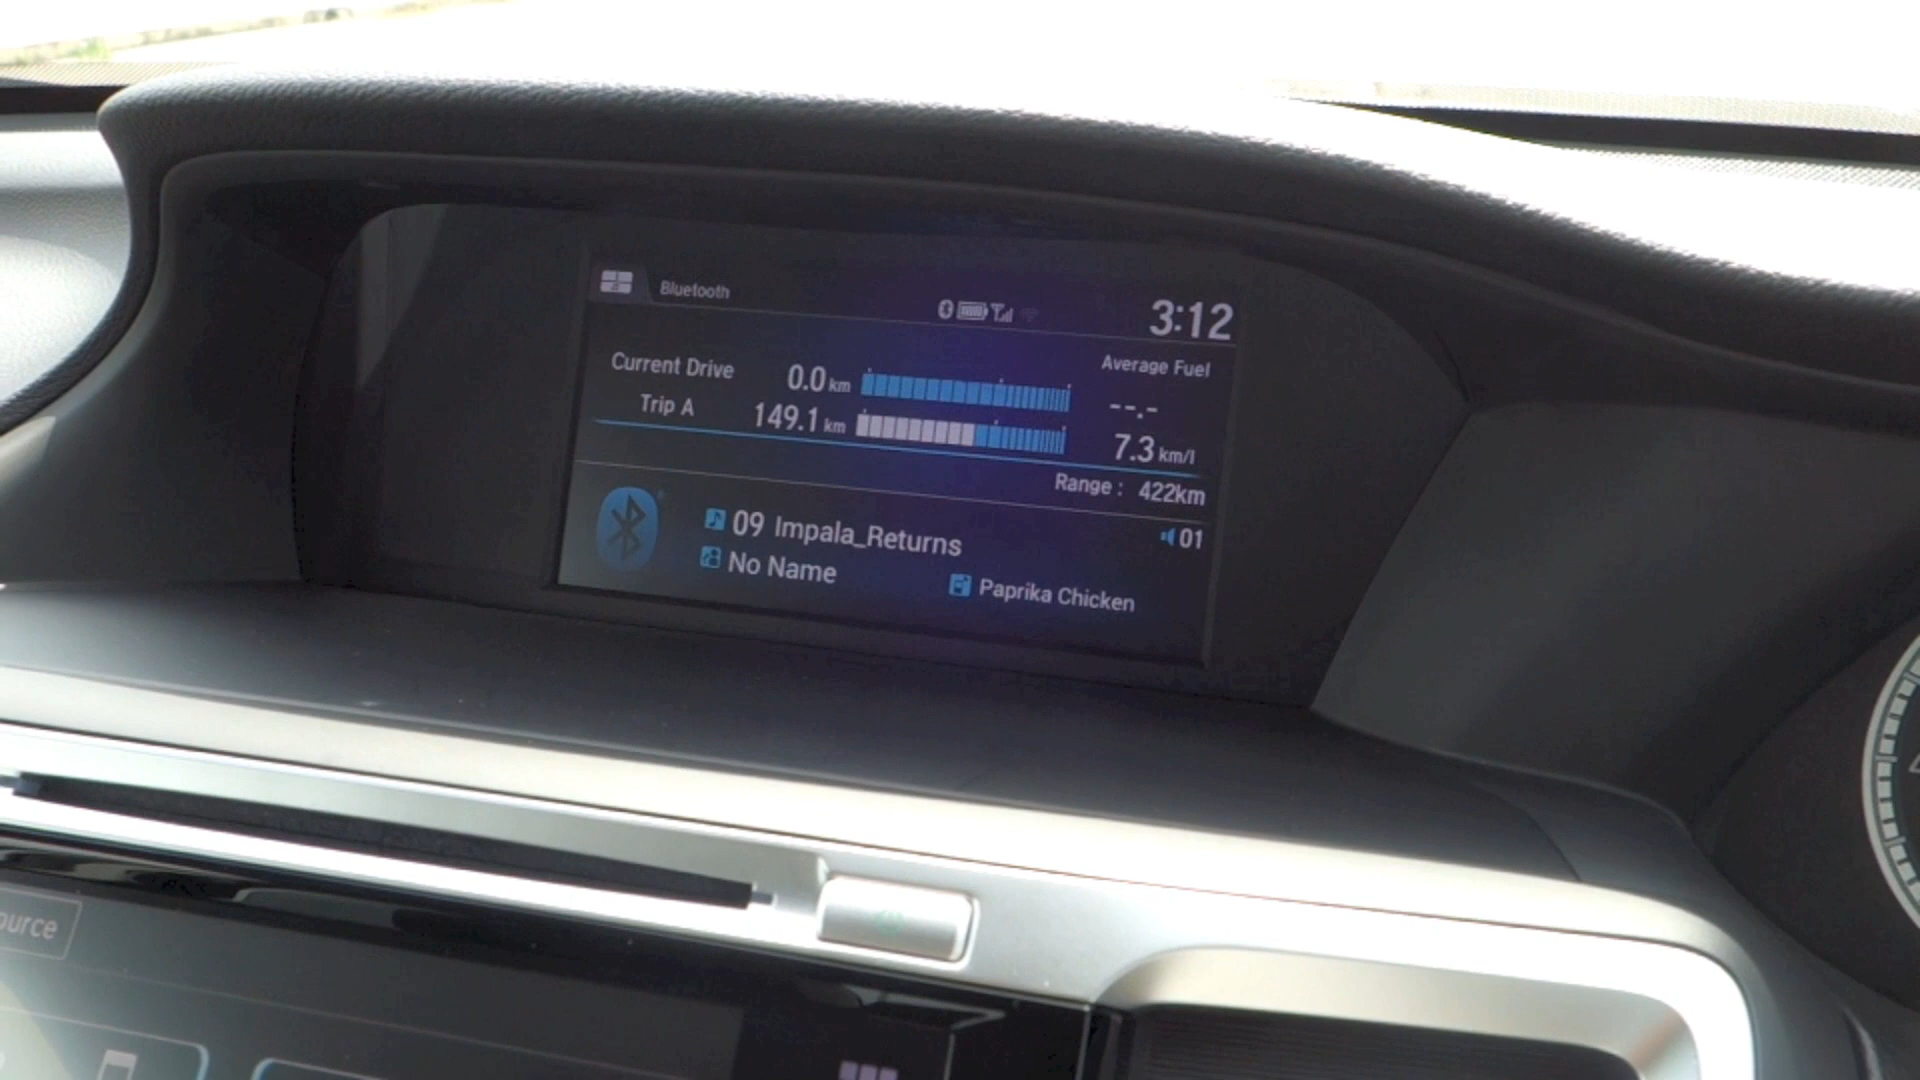 Bluetooth
3:12
Average Fuel
Current Drive 0.0 km --.-
Trip A 149.1 km 7.3 km/l
Range : 422km
09 Impala_Returns 01
No Name
Paprika Chicken